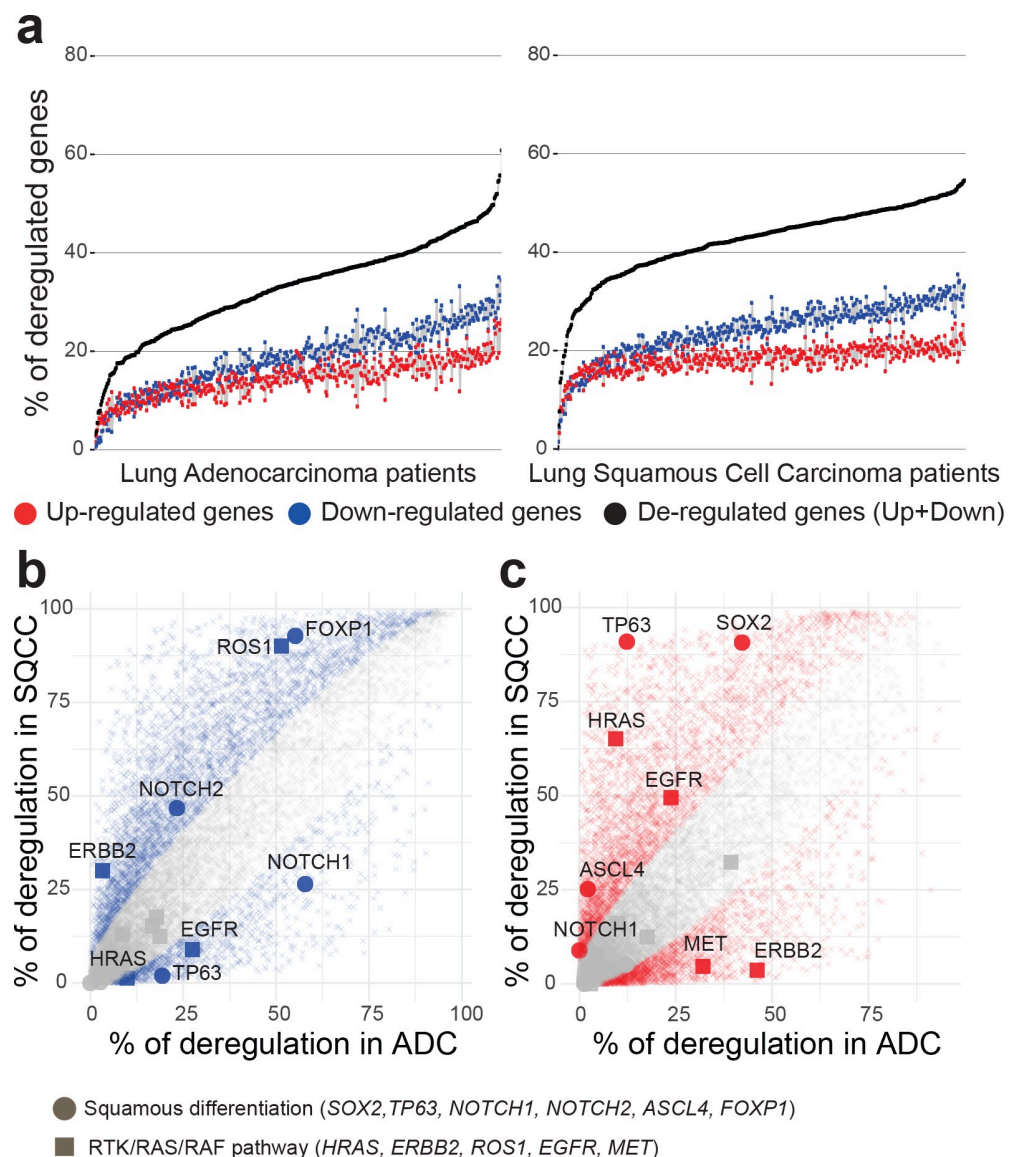 a
% of deregulated genes
80
60
40
20
0
80
60
40
20
0
Lung Adenocarcinoma patients
Lung Squamous Cell Carcinoma patients
Up-regulated genes
Down-regulated genes
De-regulated genes (Up+Down)
b
% of deregulation in SQCC
100
75
50
25
0
FOXP1
ROS1
NOTCH2
ERBB2
NOTCH1
EGFR
HRAS
TP63
0 25 50 75 100
% of deregulation in ADC
c
% of deregulation in SQCC
100
75
50
25
0
TP63
SOX2
HRAS
EGFR
ASCL4
NOTCH1
MET
ERBB2
0 25 50 75
% of deregulation in ADC
Squamous differentiation (SOX2,TP63, NOTCH1, NOTCH2, ASCL4, FOXP1)
RTK/RAS/RAF pathway (HRAS, ERBB2, ROS1, EGFR, MET)